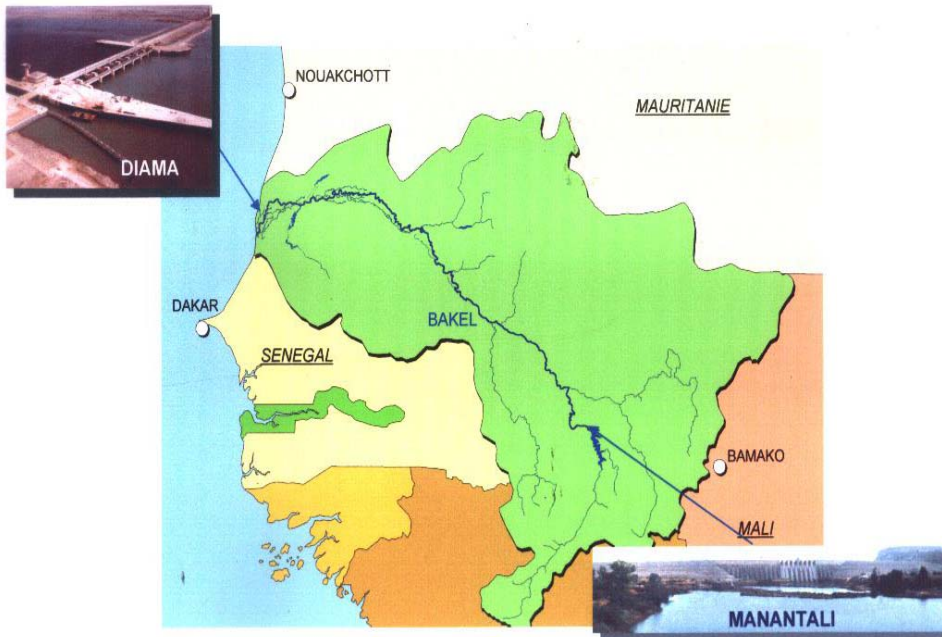 NOUAKCHOTT
MAURITANIE
DIAMA
DAKAR
BAKEL
SENEGAL
BAMAKO
MALI
MANANTALI